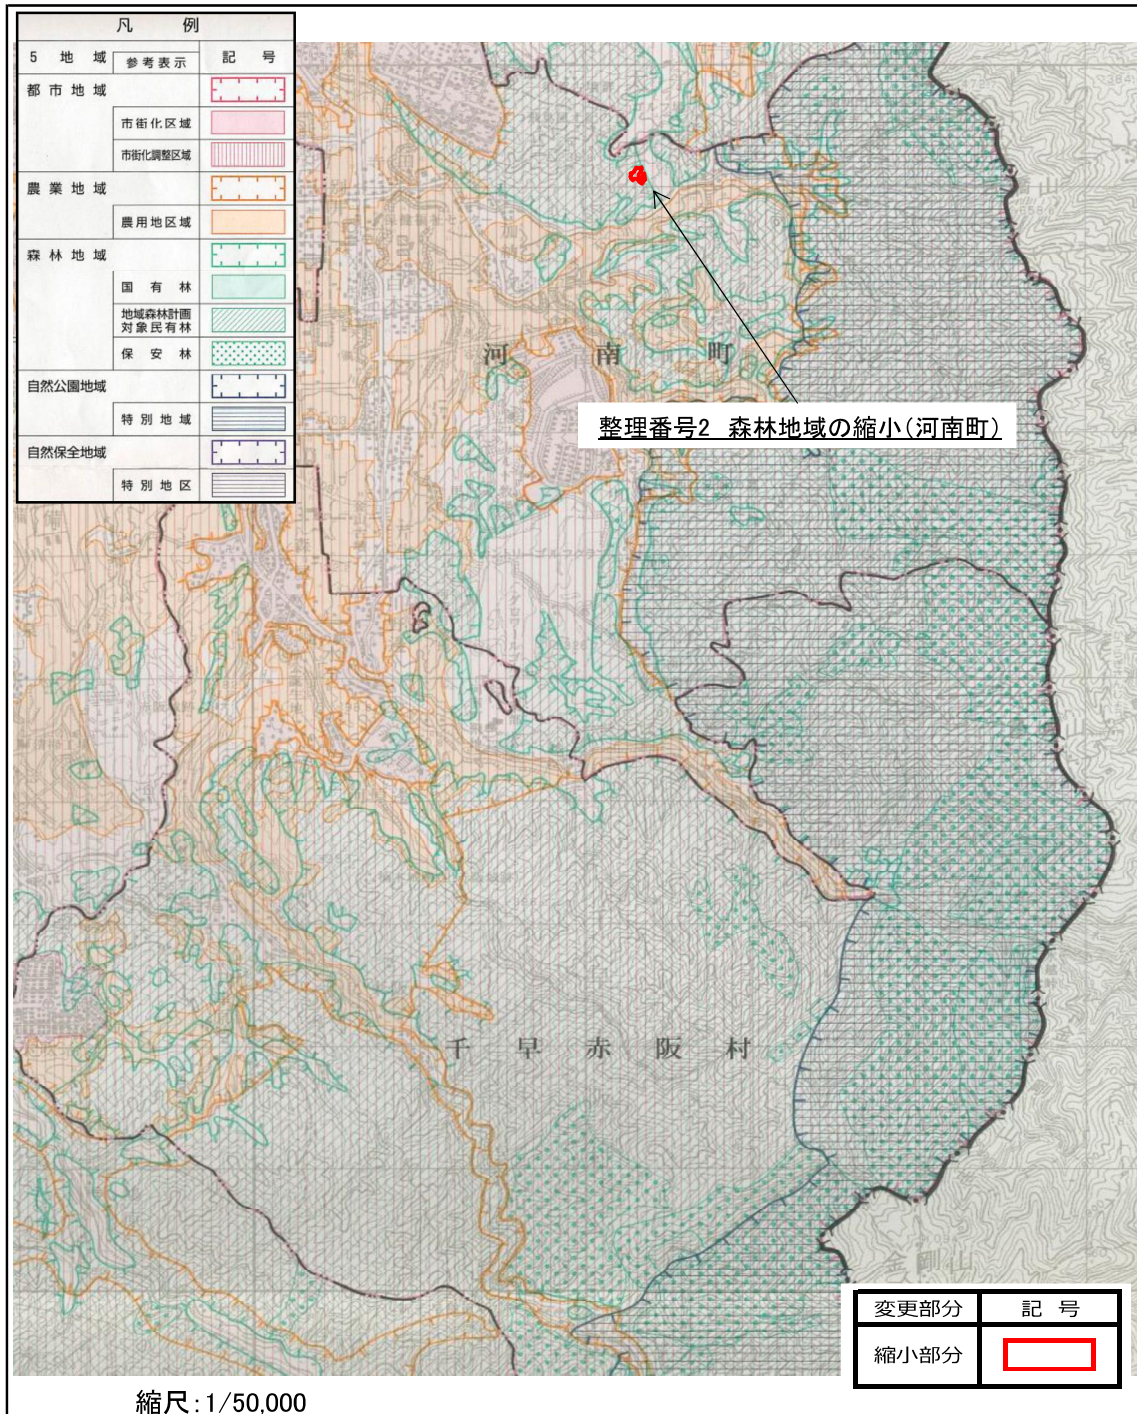 凡 例
5 地 域 参考表示 記 号
都 市 地 域
市街化区域
市街化調整区域
農 業 地 域
農用地区域
森 林 地 域
国 有 林
地域森林計画
対象民有林
保 安 林
自然公園地域
特 別 地 域
自然保全地域
特 別 地 区
河 南 町
整理番号2 森林地域の縮小(河南町)
千 早 赤 阪 村
金剛山
変更部分 記 号
縮小部分
縮尺:1/50,000